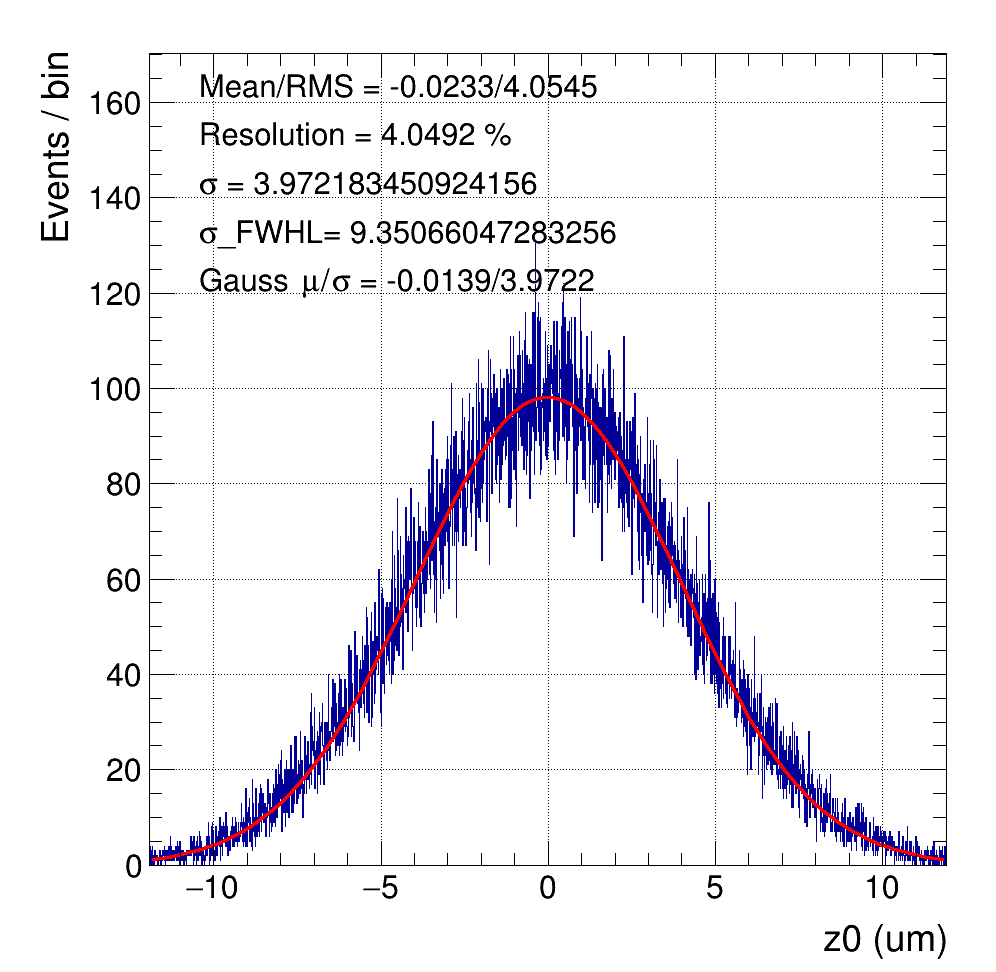 Events / bin
Mean/RMS = -0.0233/4.0545
Resolution = 4.0492 %
σ = 3.972183450924156
σ_FWHL= 9.35066047283256
Gauss μ/σ = -0.0139/3.9722
160
140
120
100
80
60
40
20
0
−10 −5 0 5 10
z0 (um)